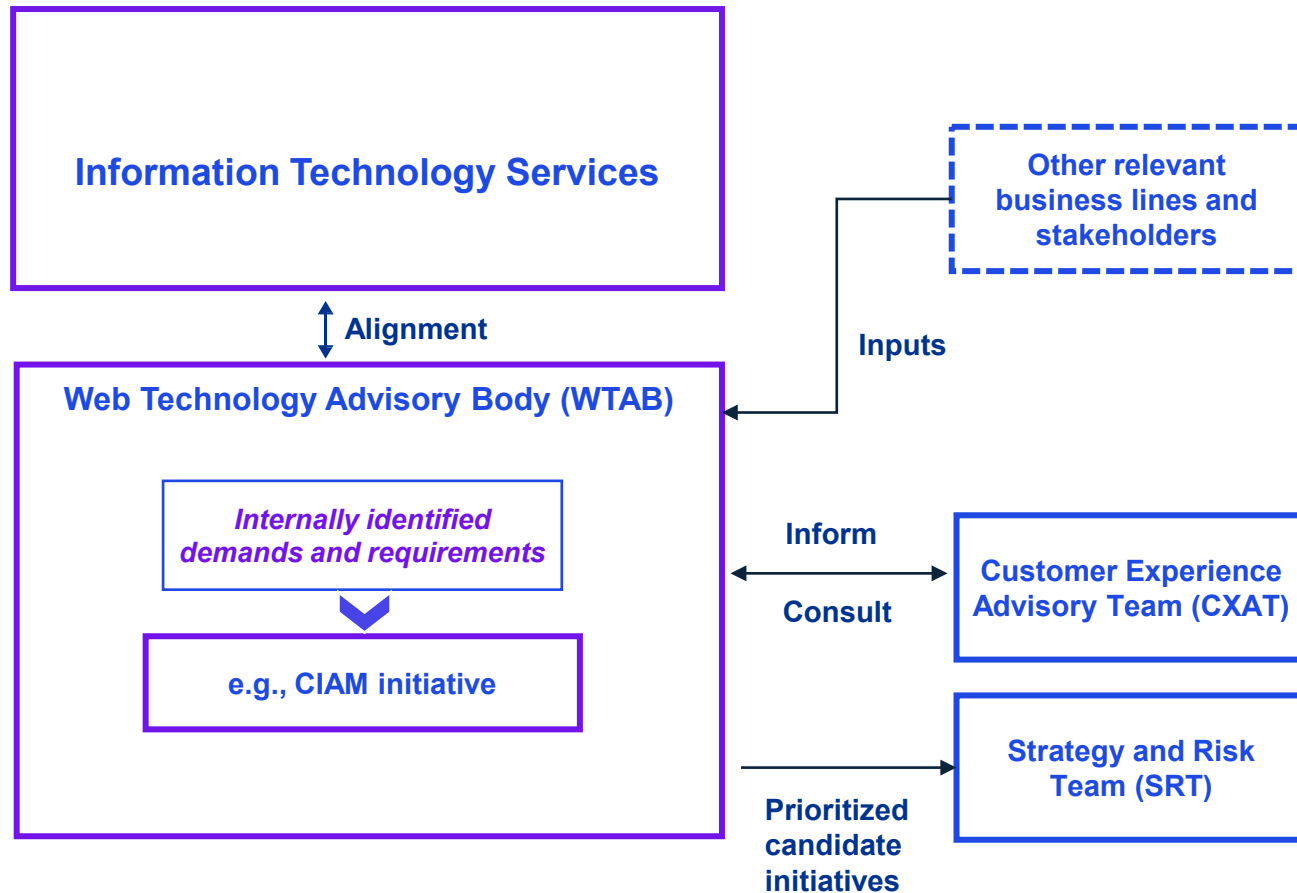 Information Technology Services
Other relevant
business lines and
stakeholders
Alignment
Inputs
Web Technology Advisory Body (WTAB)
Internally identified
demands and requirements
e.g., CIAM initiative
Inform
Consult
Customer Experience
Advisory Team (CXAT)
Strategy and Risk
Team (SRT)
Prioritized
candidate
initiatives